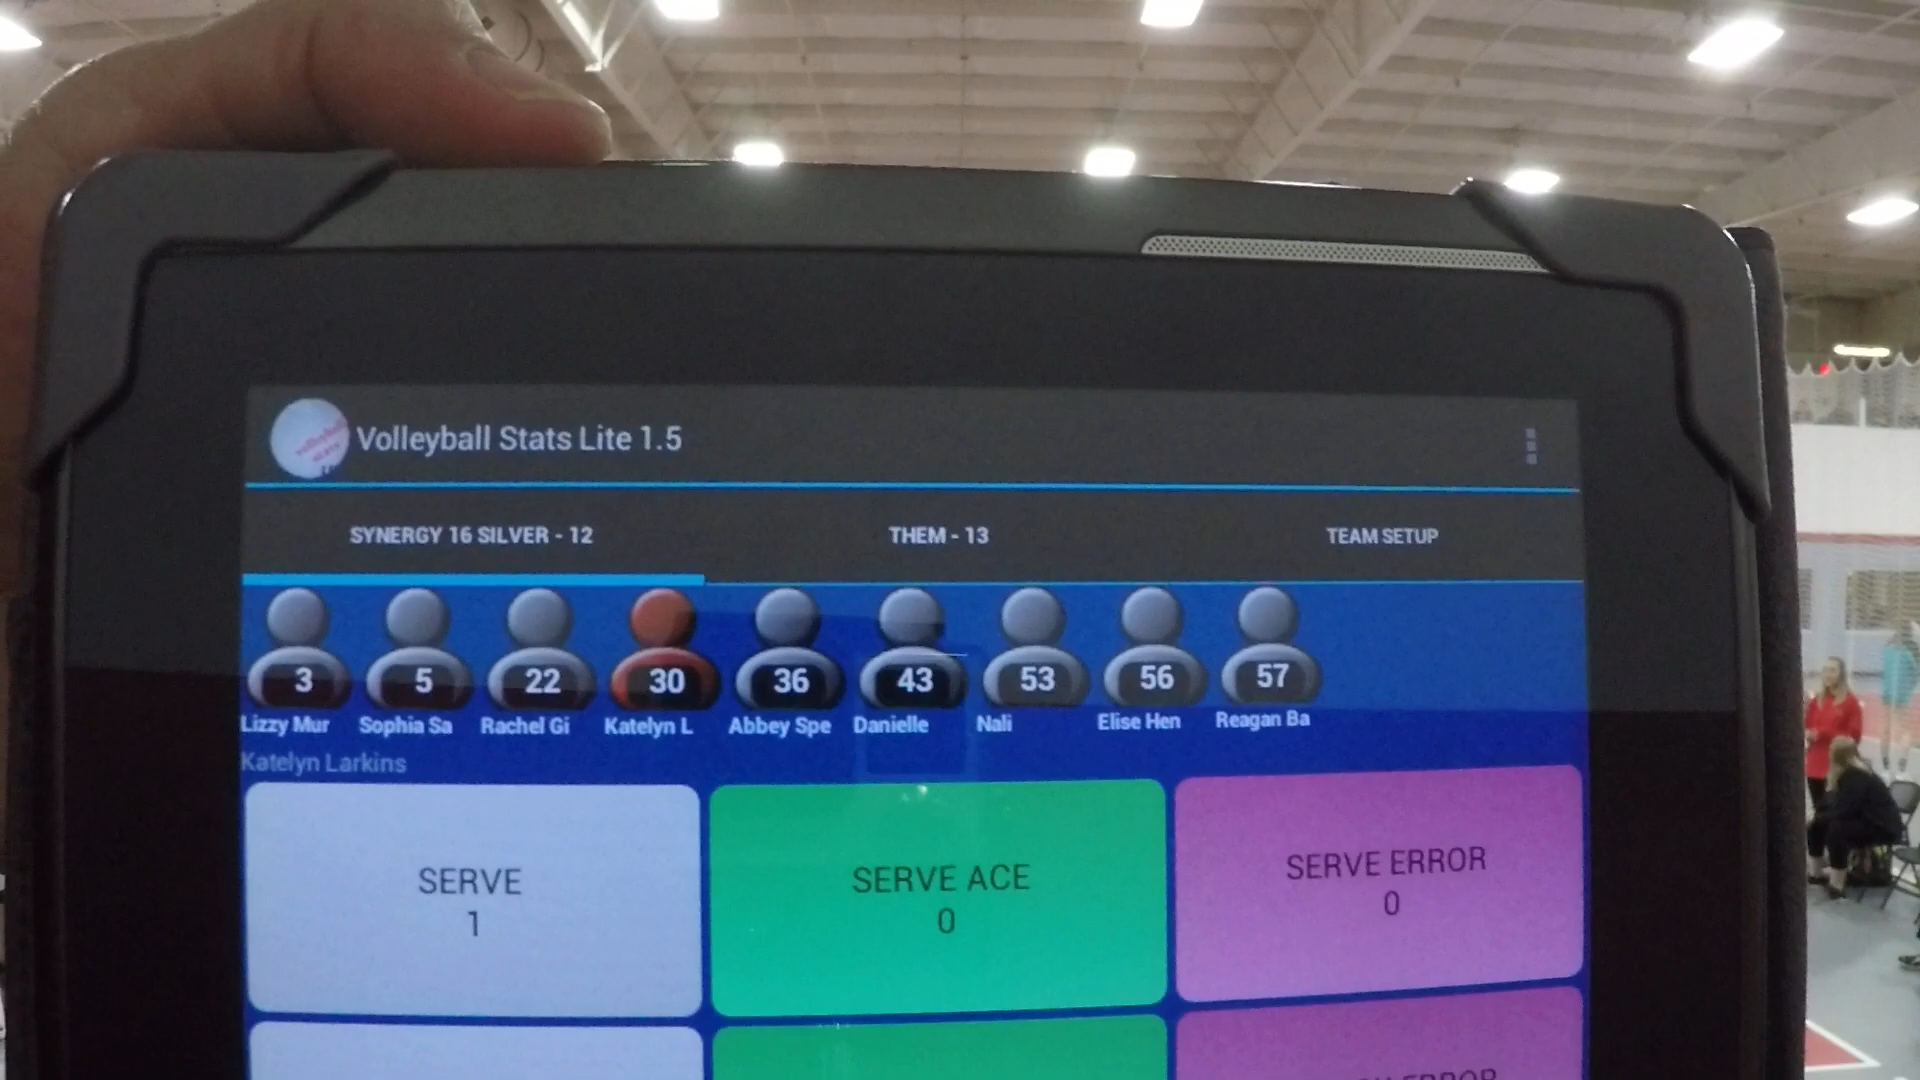 Volleyball Stats Lite 1.5
SYNERGY 16 SILVER - 12
THEM - 13
TEAM SETUP
3 5 22 30 36 43 53 56 57
Lizzy Mur Sophia Sa Rachel Gi Katelyn L Abbey Spe Danielle Nali Elise Hen Reagan Ba
Katelyn Larkins
SERVE
1
SERVE ACE
0
SERVE ERROR
0
ERROR